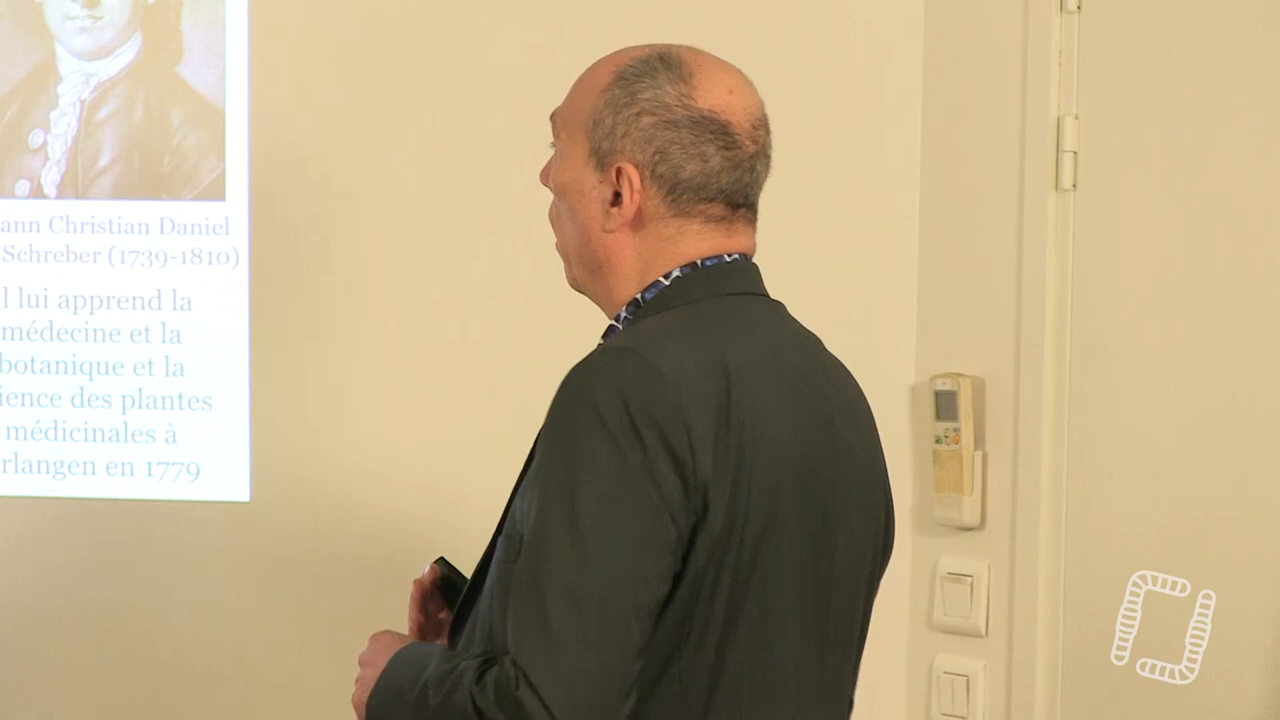 ann Christian Daniel
Schreber (1739-1810)
l lui apprend la
médecine et la
botanique et la
ience des plantes
médicinales à
rlangen en 1779